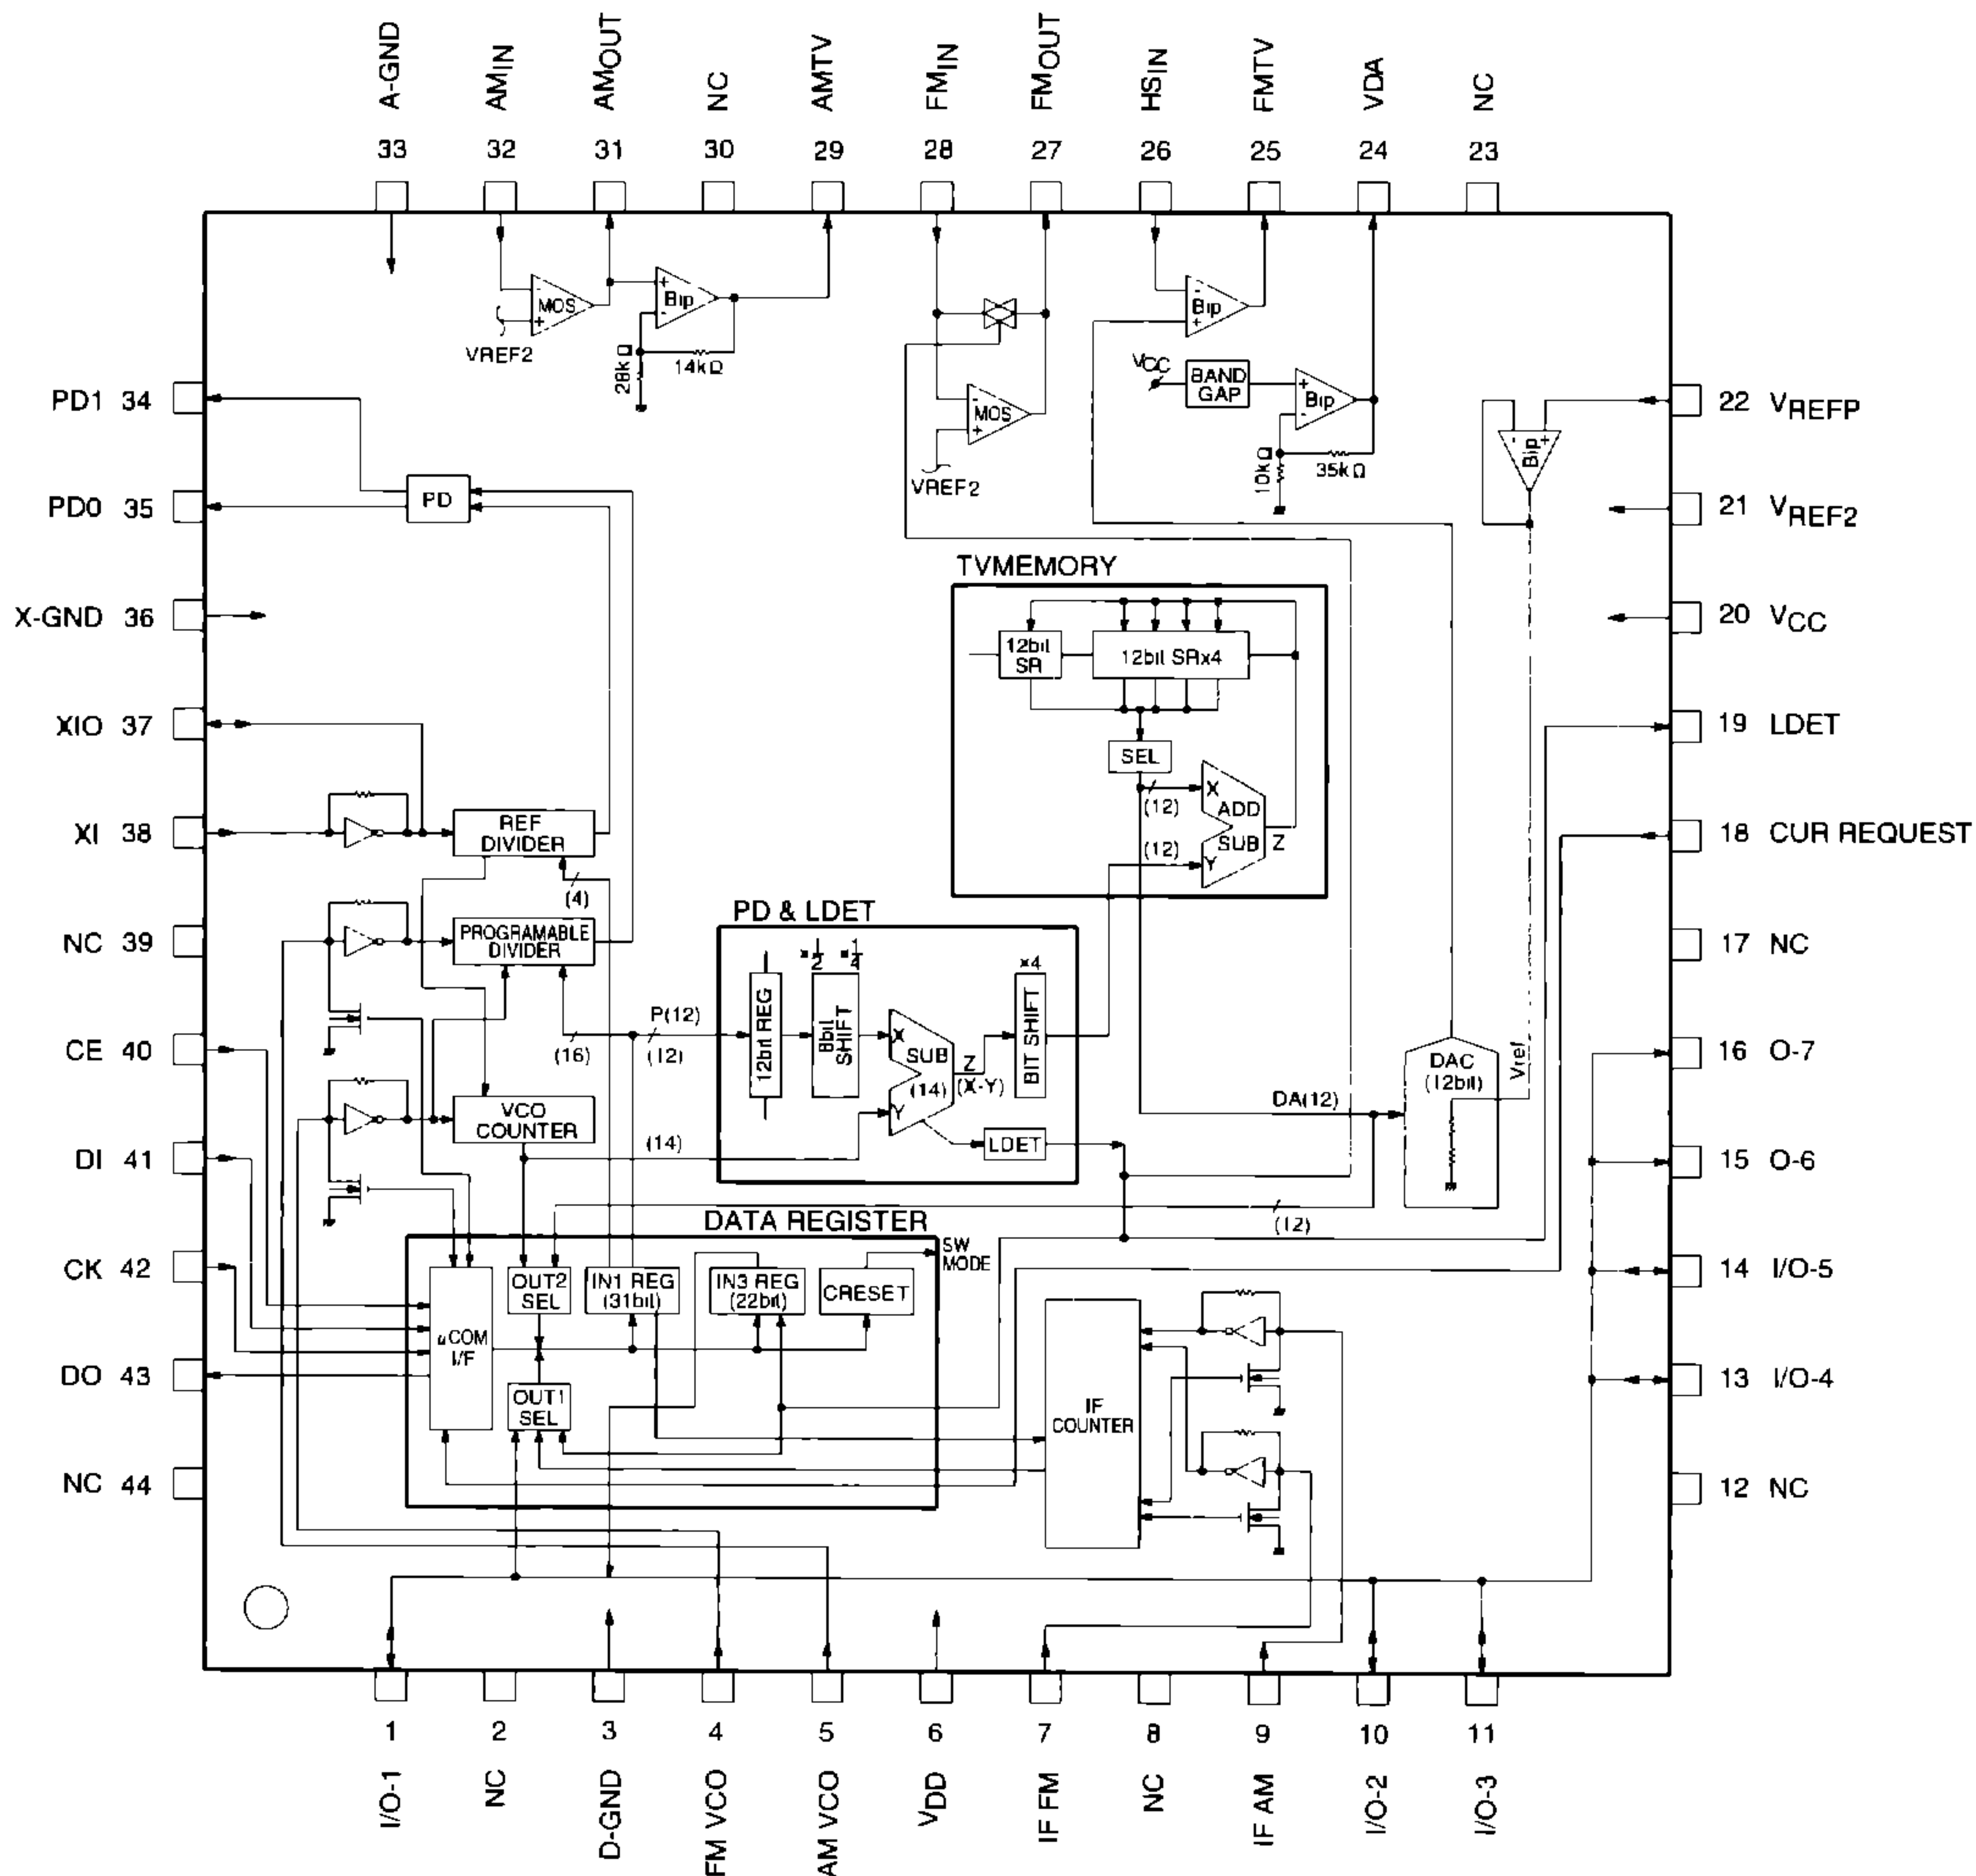 A-GND
AMIN
AMOUT
NC
AMTV
FMIN
FMOUT
HSIN
FMTV
VDA
NC
33
32
31
30
29
28
27
26
25
24
23
MOS
+
VREF2
+
Bip
-
28kΩ
14kΩ
-
MOS
+
VREF2
-
Bip
+
VCC
BAND GAP
+
Bip
-
10kΩ
35kΩ
- Bip +
PD1 34
PD0 35
X-GND 36
XIO 37
XI 38
NC 39
CE 40
DI 41
CK 42
DO 43
NC 44
22 VREFP
21 VREF2
20 VCC
19 LDET
18 CUR REQUEST
17 NC
16 O-7
15 O-6
14 I/O-5
13 I/O-4
12 NC
PD
TVMEMORY
12bit SR
12bit SRx4
SEL
X
(12)
ADD
SUB
Z
(12)
Y
REF DIVIDER
(4)
PROGRAMABLE DIVIDER
(16)
P(12)
(12)
VCO COUNTER
(14)
PD & LDET
12bit REG
×1/2 ×1/4
8bit SHIFT
X
SUB
(14)
Y
Z
(X-Y)
×4
BIT SHIFT
LDET
DA(12)
DAC
(12bit)
Vref
(12)
DATA REGISTER
SW MODE
μCOM I/F
OUT2 SEL
IN1 REG
(31bit)
IN3 REG
(22bit)
CRESET
OUT1 SEL
IF COUNTER
1
2
3
4
5
6
7
8
9
10
11
I/O-1
NC
D-GND
FM VCO
AM VCO
VDD
IF FM
NC
IF AM
I/O-2
I/O-3